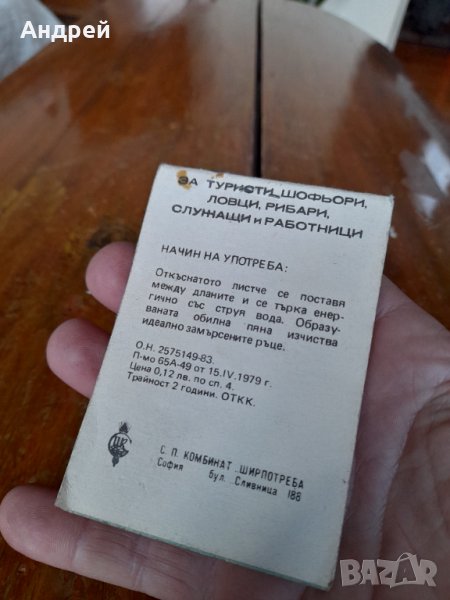 Андрей
ЗА ТУРИСТИ, ШОФЬОРИ,
ЛОВЦИ, РИБАРИ,
СЛУЖАЩИ и РАБОТНИЦИ
НАЧИН НА УПОТРЕБА:
Откъснатото листче се поставя
между дланите и се търка енер-
гично със струя вода. Образу-
ваната обилна пяна изчиства
идеално замърсените ръце.
О.Н. 2575149-83.
П-мо 65А-49 от 15.IV.1979 г.
Цена 0,12 лв. по сп. 4.
Трайност 2 години. ОТКК.
С. П. КОМБИНАТ „ШИРПОТРЕБА
София бул. „Сливница 188
BAZAR